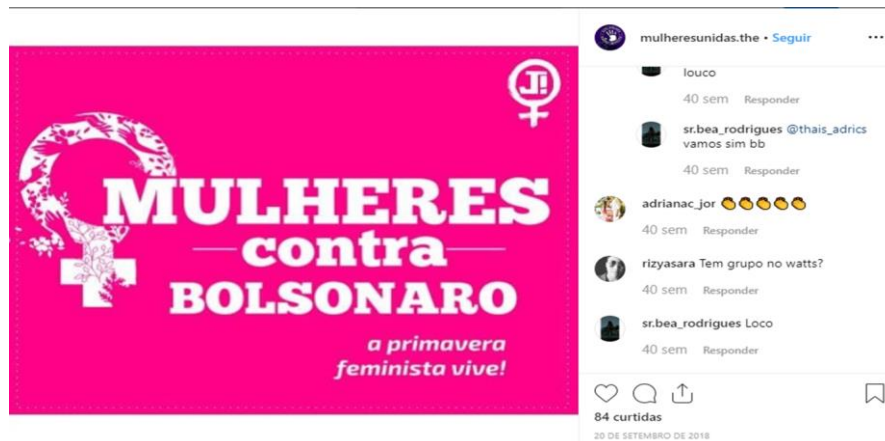 J!
MULHERES
contra
BOLSONARO
a primavera
feminista vive!
mulheresunidas.the • Seguir
louco
40 sem Responder
sr.bea_rodrigues @thais_adrics
vamos sim bb
40 sem Responder
adrianac_jor 👏👏👏👏👏
40 sem Responder
rizyasara Tem grupo no watts?
40 sem Responder
sr.bea_rodrigues Loco
40 sem Responder
84 curtidas
20 DE SETEMBRO DE 2018